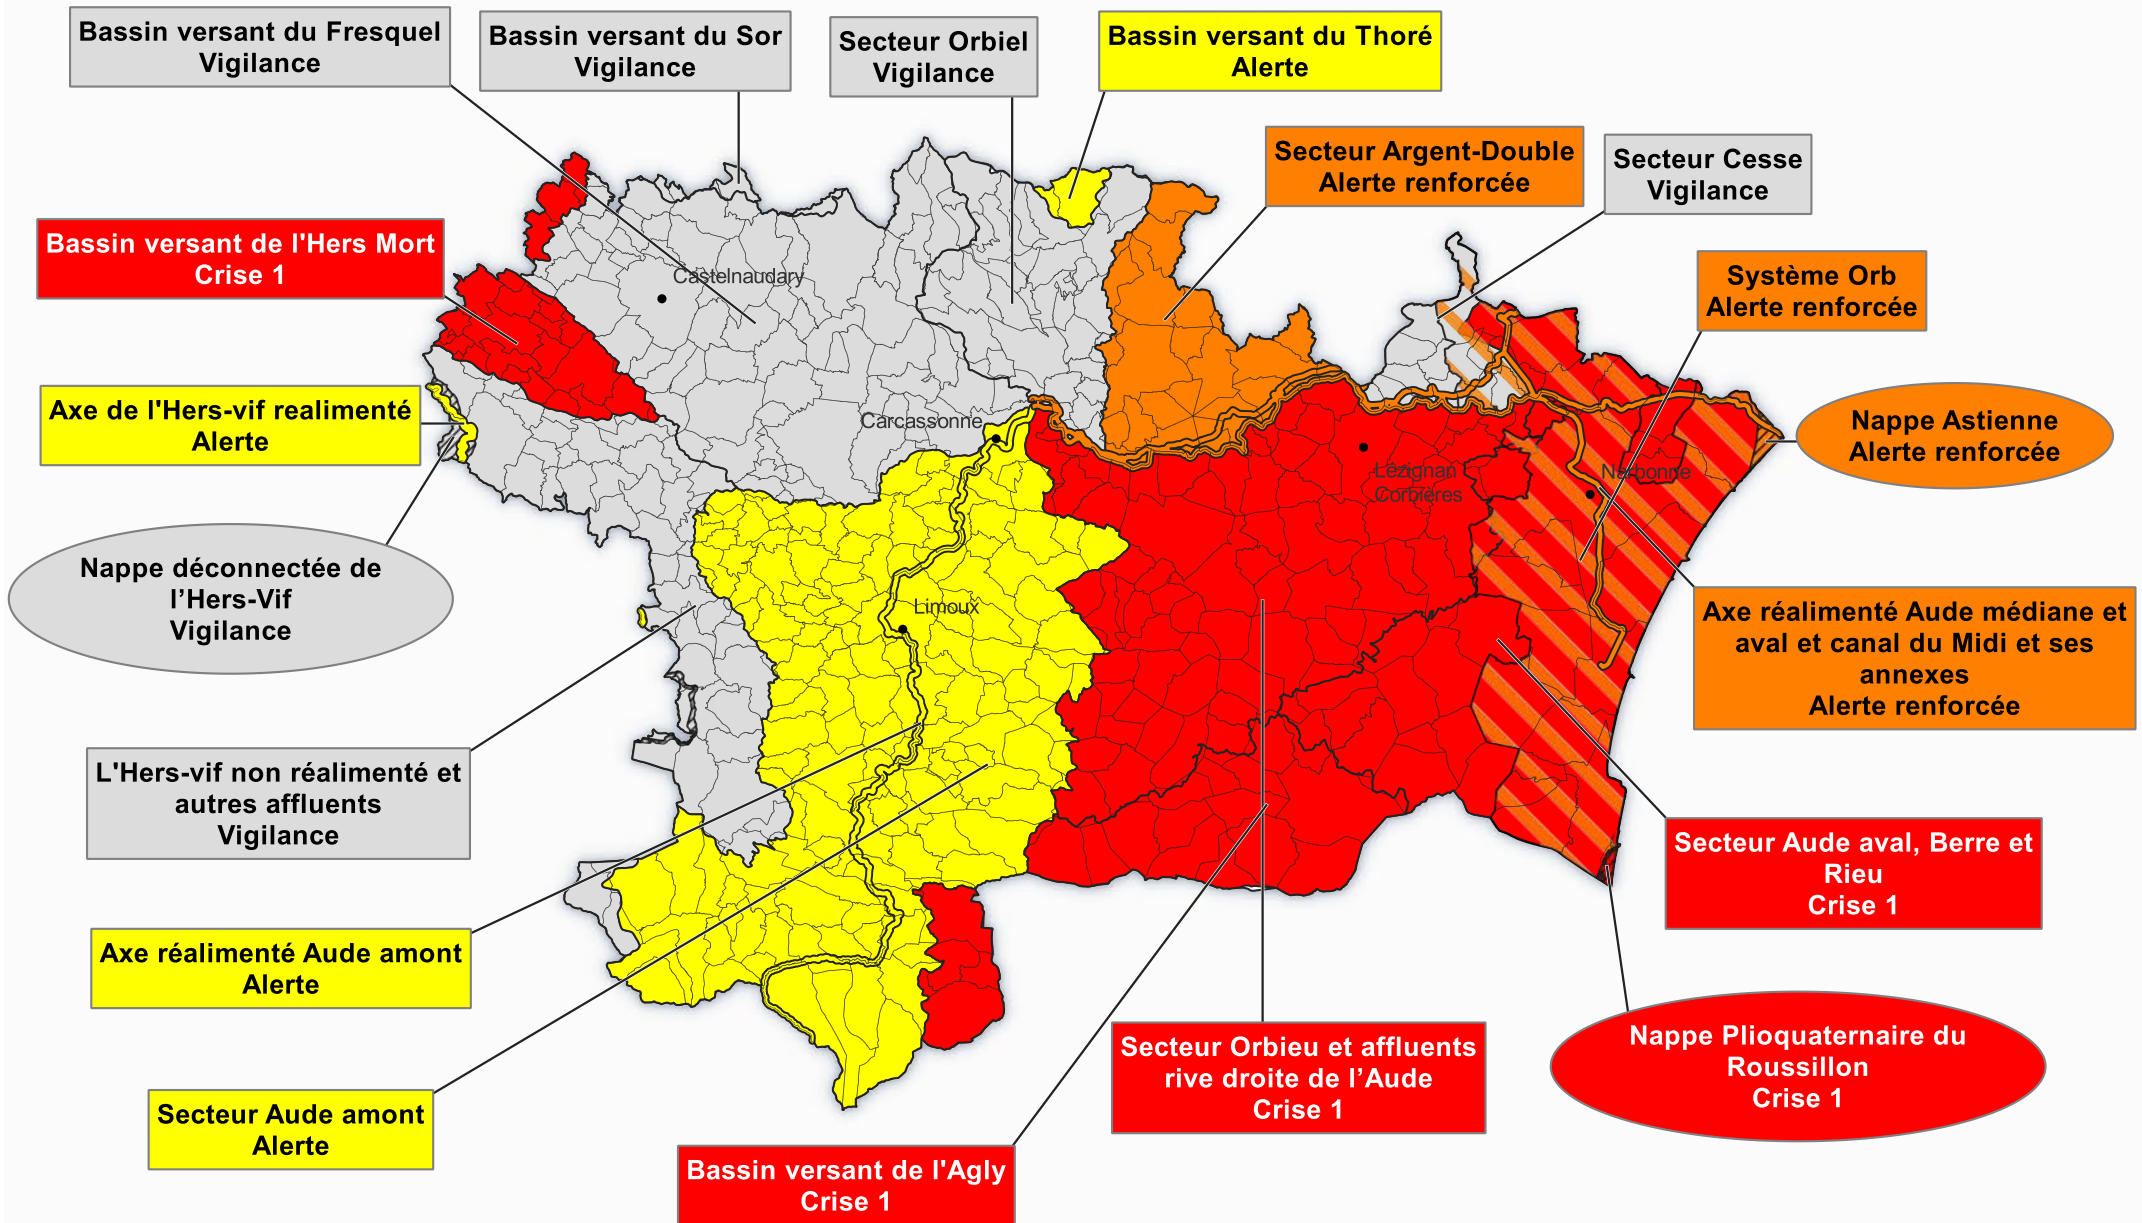 Bassin versant du Fresquel
Vigilance
Bassin versant du Sor
Vigilance
Secteur Orbiel
Vigilance
Bassin versant du Thoré
Alerte
Secteur Argent-Double
Alerte renforcée
Secteur Cesse
Vigilance
Bassin versant de l'Hers Mort
Crise 1
Système Orb
Alerte renforcée
Castelnaudary
Axe de l'Hers-vif realimenté
Alerte
Carcassonne
Nappe Astienne
Alerte renforcée
Lézignan
Corbières
Narbonne
Nappe déconnectée de
l’Hers-Vif
Vigilance
Limoux
Axe réalimenté Aude médiane et
aval et canal du Midi et ses
annexes
Alerte renforcée
L'Hers-vif non réalimenté et
autres affluents
Vigilance
Secteur Aude aval, Berre et
Rieu
Crise 1
Axe réalimenté Aude amont
Alerte
Secteur Orbieu et affluents
rive droite de l’Aude
Crise 1
Nappe Plioquaternaire du
Roussillon
Crise 1
Secteur Aude amont
Alerte
Bassin versant de l'Agly
Crise 1